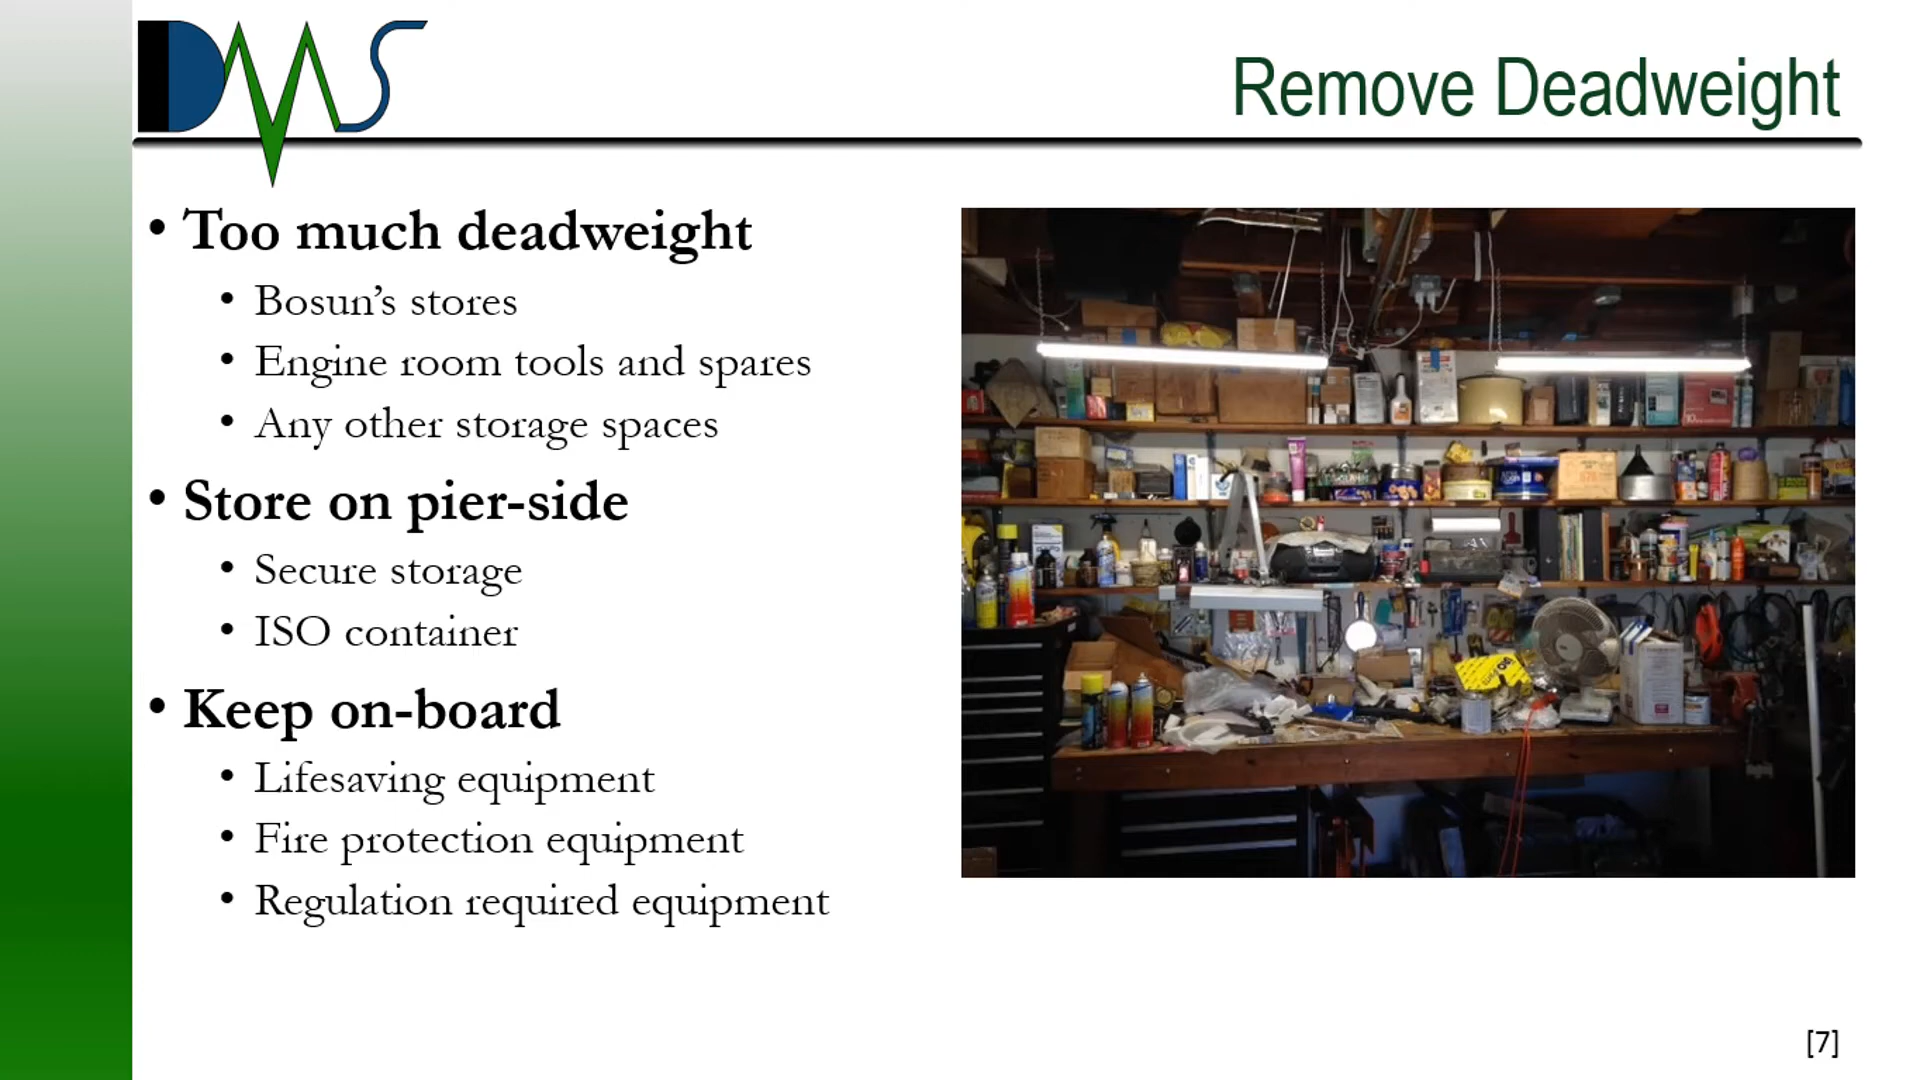 DMS
Remove Deadweight
• Too much deadweight
• Bosun’s stores
• Engine room tools and spares
• Any other storage spaces
• Store on pier-side
• Secure storage
• ISO container
• Keep on-board
• Lifesaving equipment
• Fire protection equipment
• Regulation required equipment
[7]